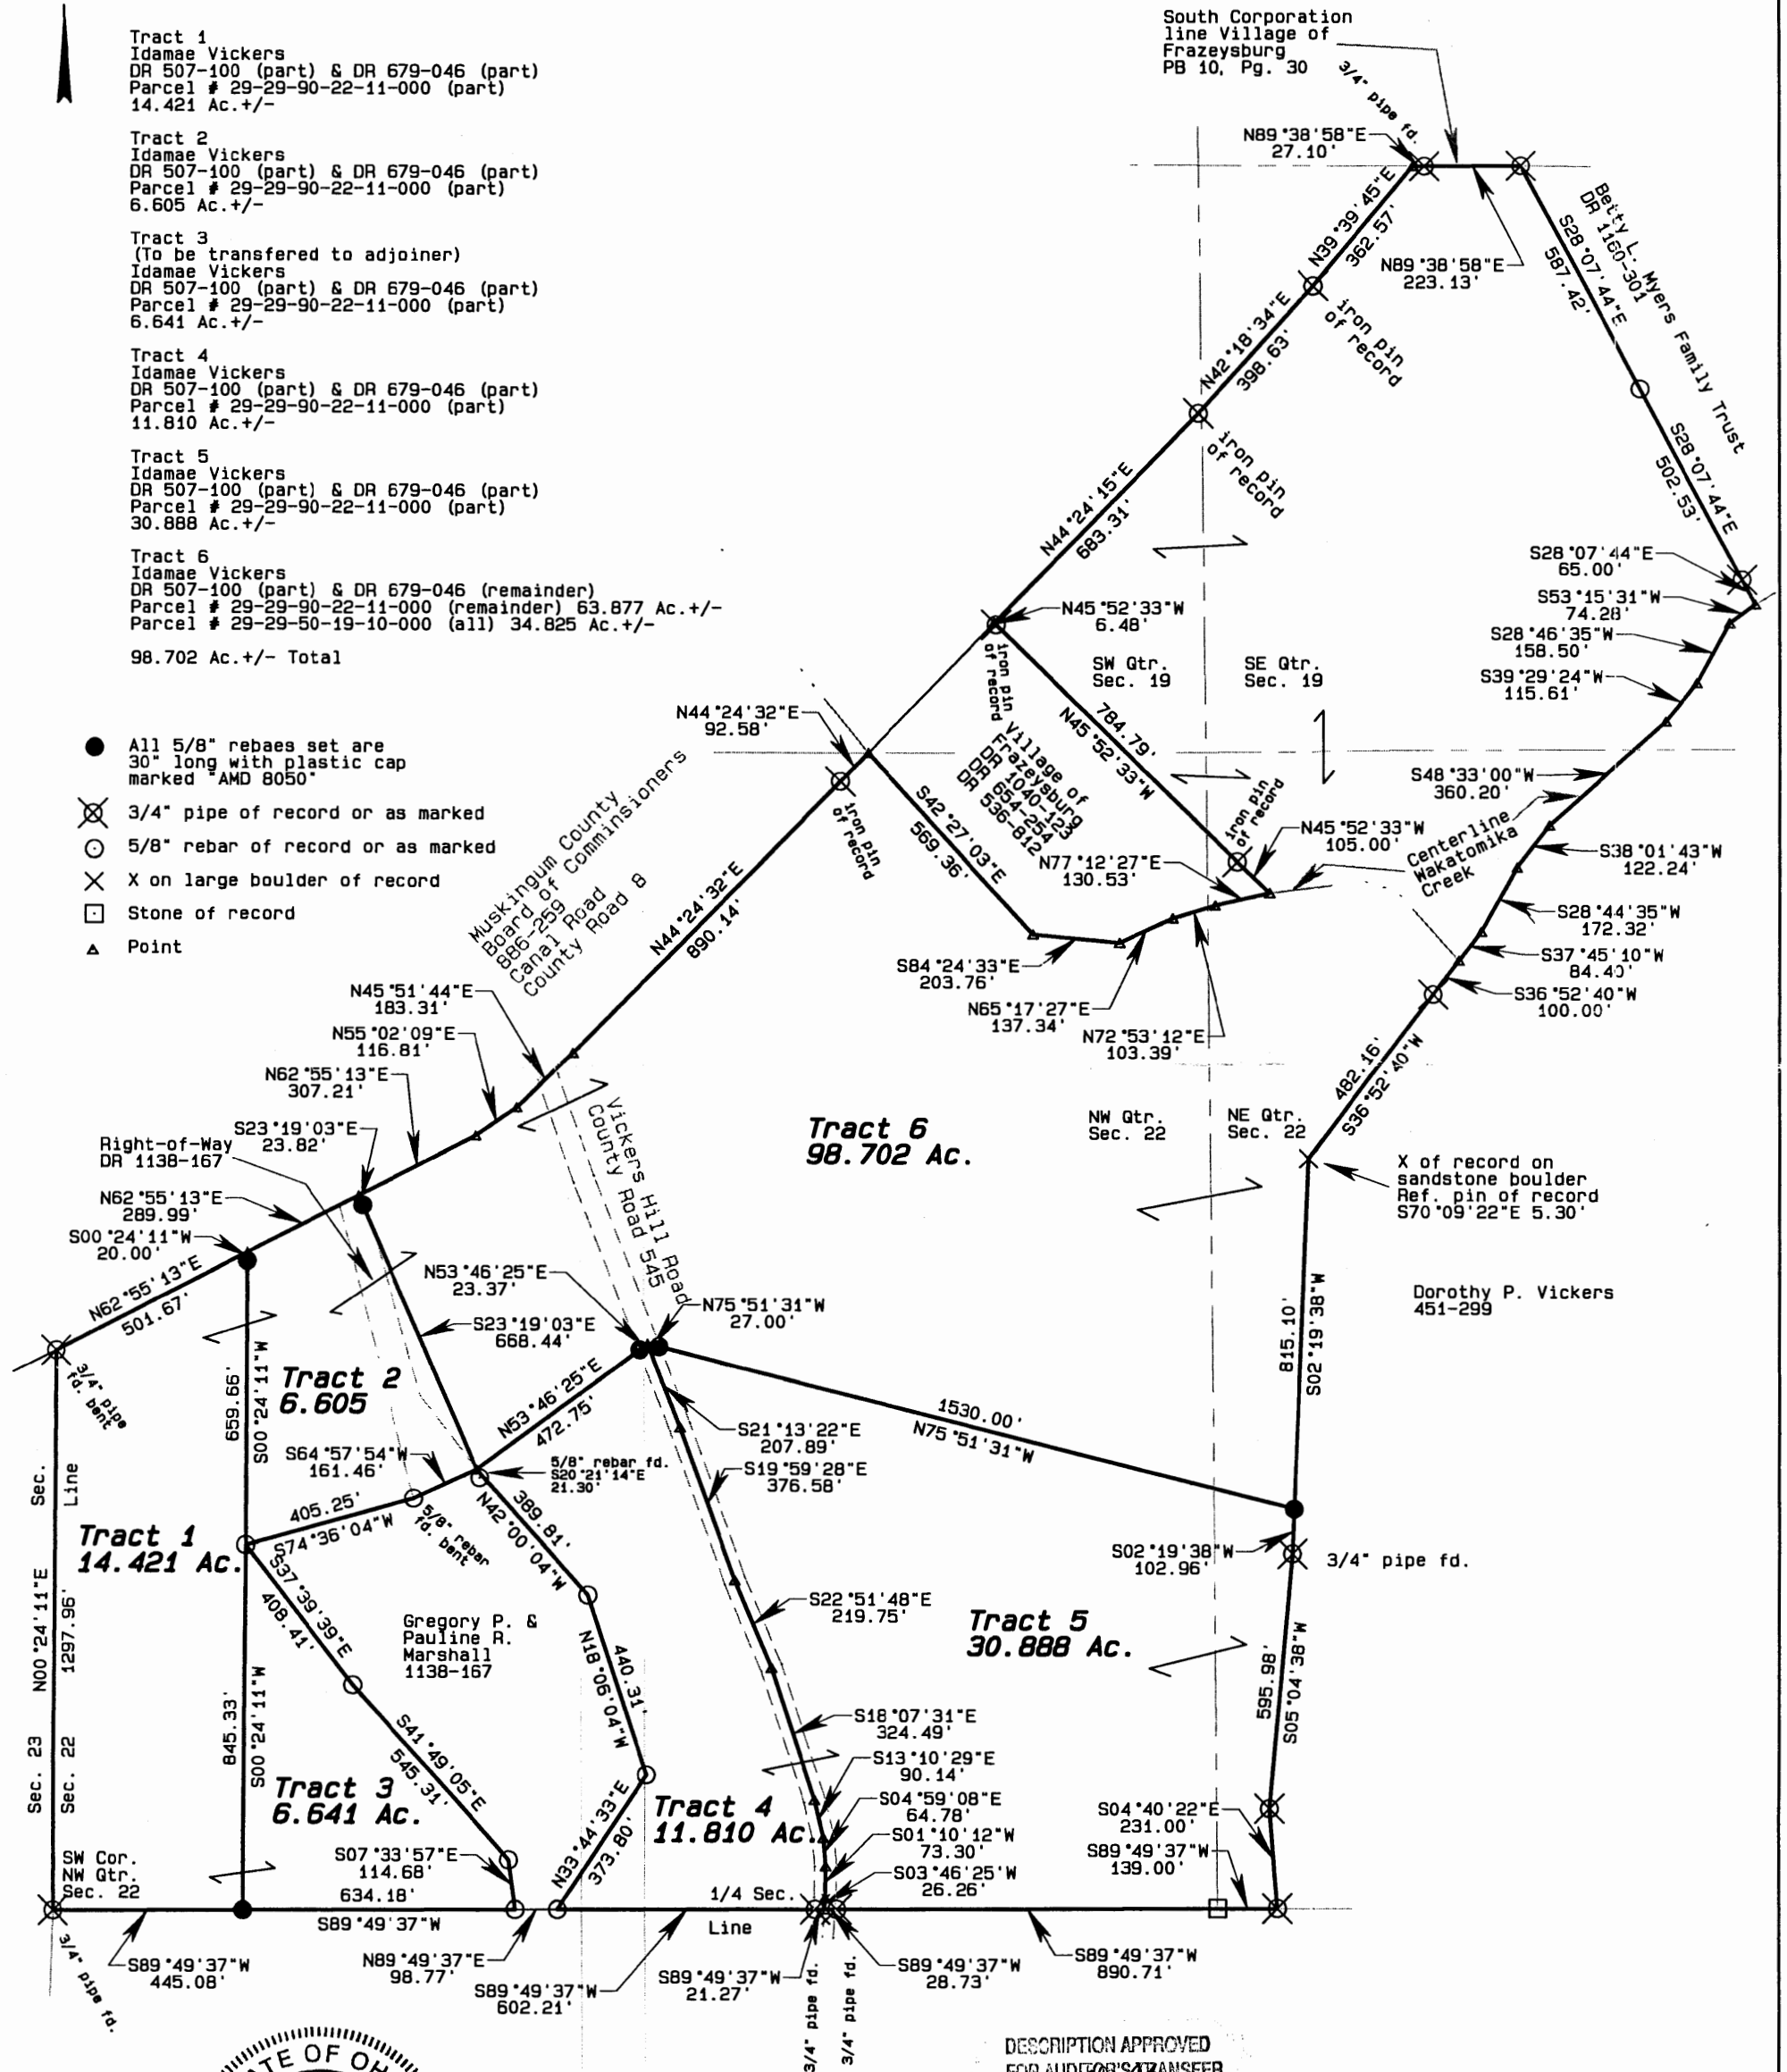 Tract 1
Idamae Vickers
DR 507-100 (part) & DR 679-046 (part)
Parcel # 29-29-90-22-11-000 (part)
14.421 Ac.+/-
Tract 2
Idamae Vickers
DR 507-100 (part) & DR 679-046 (part)
Parcel # 29-29-90-22-11-000 (part)
6.605 Ac.+/-
Tract 3
(To be transfered to adjoiner)
Idamae Vickers
DR 507-100 (part) & DR 679-046 (part)
Parcel # 29-29-90-22-11-000 (part)
6.641 Ac.+/-
Tract 4
Idamae Vickers
DR 507-100 (part) & DR 679-046 (part)
Parcel # 29-29-90-22-11-000 (part)
11.810 Ac.+/-
Tract 5
Idamae Vickers
DR 507-100 (part) & DR 679-046 (part)
Parcel # 29-29-90-22-11-000 (part)
30.888 Ac.+/-
Tract 6
Idamae Vickers
DR 507-100 (part) & DR 679-046 (remainder)
Parcel # 29-29-90-22-11-000 (remainder) 63.877 Ac.+/-
Parcel # 29-29-50-19-10-000 (all) 34.825 Ac.+/-
98.702 Ac.+/- Total
All 5/8" rebaes set are
30" long with plastic cap
marked "AMD 8050"
3/4" pipe of record or as marked
5/8" rebar of record or as marked
X on large boulder of record
Stone of record
Point
South Corporation
line Village of
Frazeysburg
PB 10, Pg. 30
3/4" pipe fd.
N89°38'58"E
27.10'
N89°38'58"E
223.13'
N39°39'45"E
362.57'
iron pin
of record
N42°18'34"E
398.63'
iron pin
of record
N44°24'15"E
683.31'
Betty L. Myers Family Trust
DR 1160-301
S28°07'44"E
587.42'
S28°07'44"E
502.53'
S28°07'44"E
65.00'
S53°15'31"W
74.28'
S28°46'35"W
158.50'
S39°29'24"W
115.61'
S48°33'00"W
360.20'
Centerline
Wakatomika
Creek
S38°01'43"W
122.24'
S28°44'35"W
172.32'
S37°45'10"W
84.40'
S36°52'40"W
100.00'
482.16'
S36°52'40"W
N45°52'33"W
6.48'
iron pin
of record
SW Qtr.
Sec. 19
SE Qtr.
Sec. 19
784.79'
N45°52'33"W
Village of
Frazeysburg
DR 1040-123
DR 654-254
DR 536-812
iron pin
of record
N45°52'33"W
105.00'
N77°12'27"E
130.53'
N44°24'32"E
92.58'
iron pin
of record
S42°27'03"E
569.36'
S84°24'33"E
203.76'
N65°17'27"E
137.34'
N72°53'12"E
103.39'
Muskingum County
Board of Comminsioners
886-259
Canal Road
County Road 8
N44°24'32"E
890.14'
N45°51'44"E
183.31'
N55°02'09"E
116.81'
N62°55'13"E
307.21'
S23°19'03"E
23.82'
Right-of-Way
DR 1138-167
N62°55'13"E
289.99'
S00°24'11"W
20.00'
N62°55'13"E
501.67'
3/4" pipe
fd. bent
Vickers Hill Road
County Road 545
Tract 6
98.702 Ac.
NW Qtr.
Sec. 22
NE Qtr.
Sec. 22
X of record on
sandstone boulder
Ref. pin of record
S70°09'22"E 5.30'
Dorothy P. Vickers
451-299
815.10'
S02°19'38"W
N53°46'25"E
23.37'
N75°51'31"W
27.00'
S23°19'03"E
668.44'
659.66'
S00°24'11"W
Tract 2
6.605
N53°46'25"E
472.75'
1530.00'
N75°51'31"W
S21°13'22"E
207.89'
S19°59'28"E
376.58'
S64°57'54"W
161.46'
5/8" rebar fd.
S20°21'14"E
21.30'
405.25'
S74°36'04"W
5/8" rebar
fd. bent
389.81'
N42°00'04"W
Sec.
Line
Tract 1
14.421 Ac.
S37°39'39"E
408.41'
S02°19'38"W
102.96'
3/4" pipe fd.
S22°51'48"E
219.75'
Tract 5
30.888 Ac.
Gregory P. &
Pauline R.
Marshall
1138-167
N00°24'11"E
1297.96'
440.31'
N18°06'04"W
595.98'
S05°04'38"W
845.33'
S00°24'11"W
S41°49'05"E
545.31'
S18°07'31"E
324.49'
S13°10'29"E
90.14'
Sec. 23
Sec. 22
Tract 3
6.641 Ac.
N33°44'33"E
373.80'
Tract 4
11.810 Ac.
S04°59'08"E
64.78'
S01°10'12"W
73.30'
S03°46'25"W
26.26'
S04°40'22"E
231.00'
S89°49'37"W
139.00'
SW Cor.
NW Qtr.
Sec. 22
S07°33'57"E
114.68'
634.18'
S89°49'37"W
1/4 Sec.
Line
3/4" pipe fd.
S89°49'37"W
445.08'
N89°49'37"E
98.77'
S89°49'37"W
602.21'
S89°49'37"W
21.27'
3/4" pipe fd.
3/4" pipe fd.
S89°49'37"W
28.73'
S89°49'37"W
890.71'
ATE OF OH
DESCRIPTION APPROVED
FOR AUDITOR'S TRANSFER